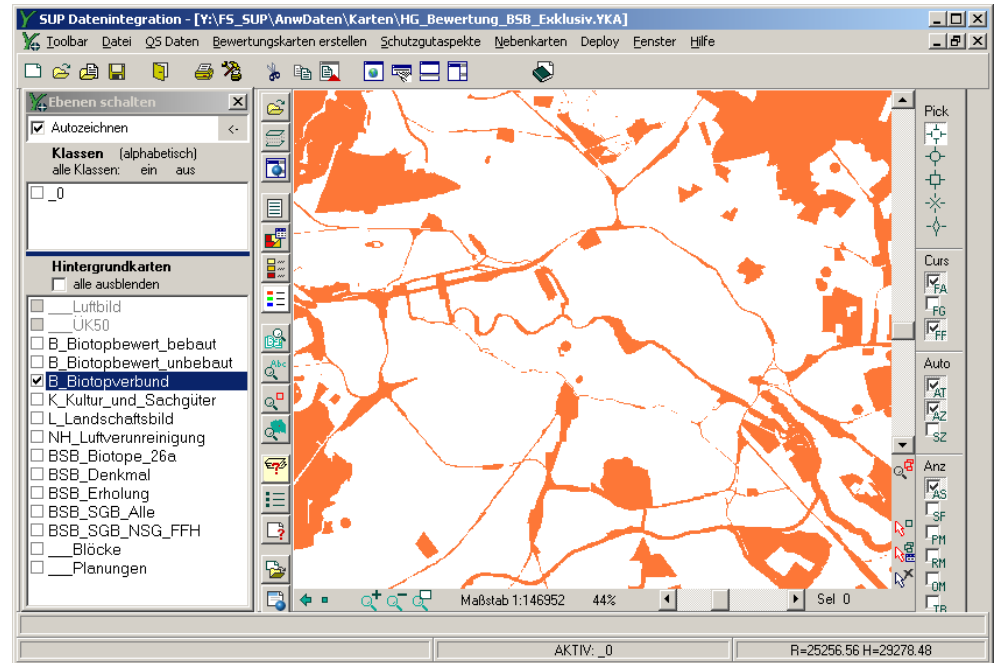 SUP Datenintegration - [Y:\FS_SUP\AnwDaten\Karten\HG_Bewertung_BSB_Exklusiv.YKA]
Toolbar Datei QS Daten Bewertungskarten erstellen Schutzgutaspekte Nebenkarten Deploy Fenster Hilfe
Ebenen schalten
Autozeichnen <-
Klassen (alphabetisch)
alle Klassen: ein aus
_0
Hintergrundkarten
alle ausblenden
___Luftbild
___ÜK50
B_Biotopbewert_bebaut
B_Biotopbewert_unbebaut
B_Biotopverbund
K_Kultur_und_Sachgüter
L_Landschaftsbild
NH_Luftverunreinigung
BSB_Biotope_26a
BSB_Denkmal
BSB_Erholung
BSB_SGB_Alle
BSB_SGB_NSG_FFH
___Blöcke
___Planungen
Abc
Pick
Curs
FA
FG
FF
Auto
AT
AZ
SZ
Anz
AS
SF
PM
RM
OM
TR
Maßstab 1:146952 44% Sel 0
AKTIV: _0 R=25256.56 H=29278.48